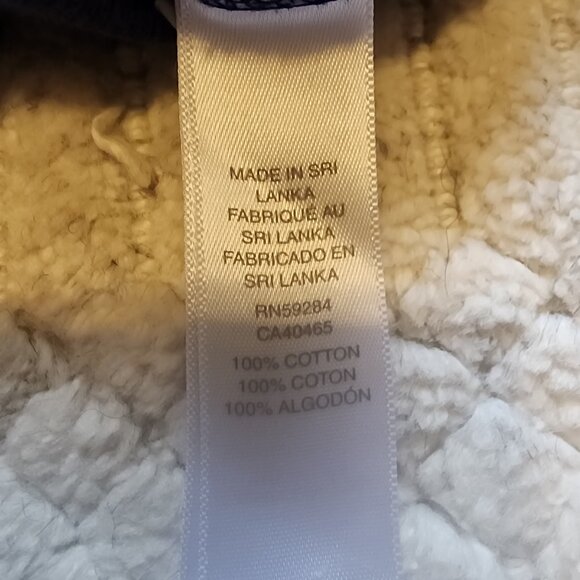 MADE IN SRI
LANKA
FABRIQUE AU
SRI LANKA
FABRICADO EN
SRI LANKA
RN59284
CA40465
100% COTTON
100% COTON
100% ALGODÓN